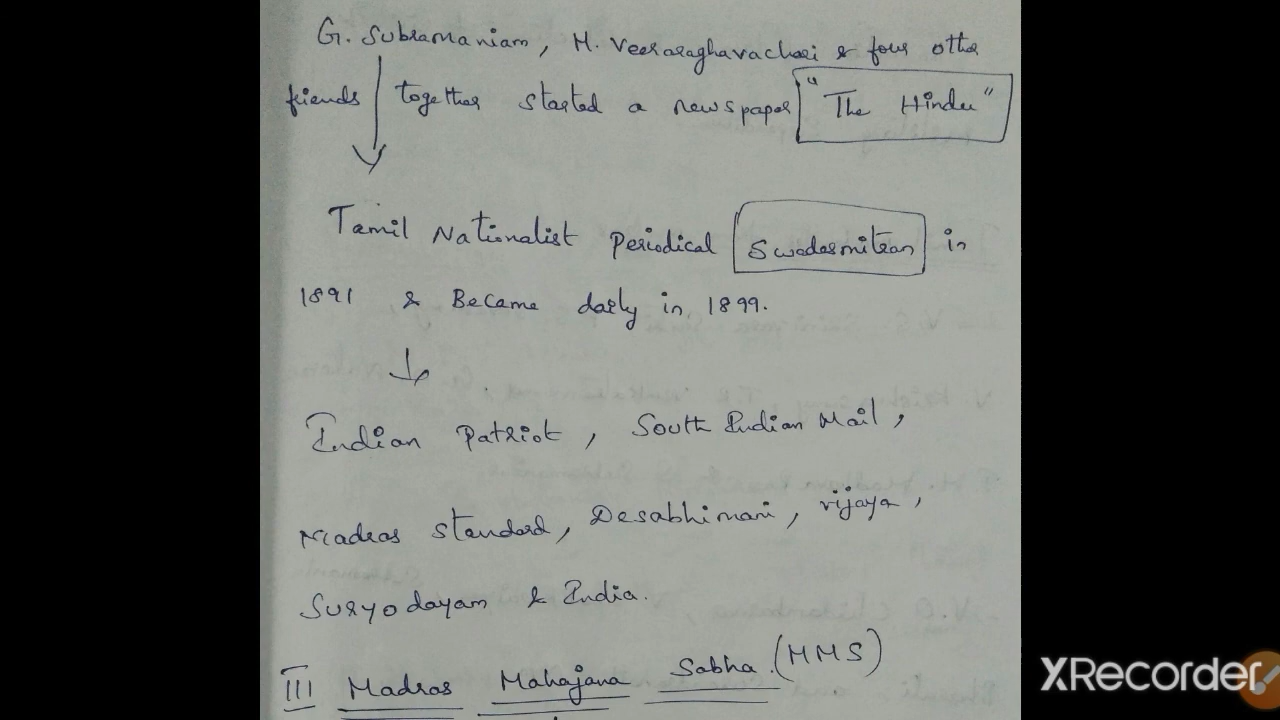 G. Subramaniam, M. Veeraraghavachari & four other
friends together started a newspaper "The Hindu"
Tamil Nationalist Periodical Swadesmitran in
1891 & Became daily in 1899.
Indian Patriot, South Indian Mail,
Madras Standard, Desabhimani, vijaya,
Suryodayam & India.
III Madras Mahajana Sabha. (MMS)
XRecorder